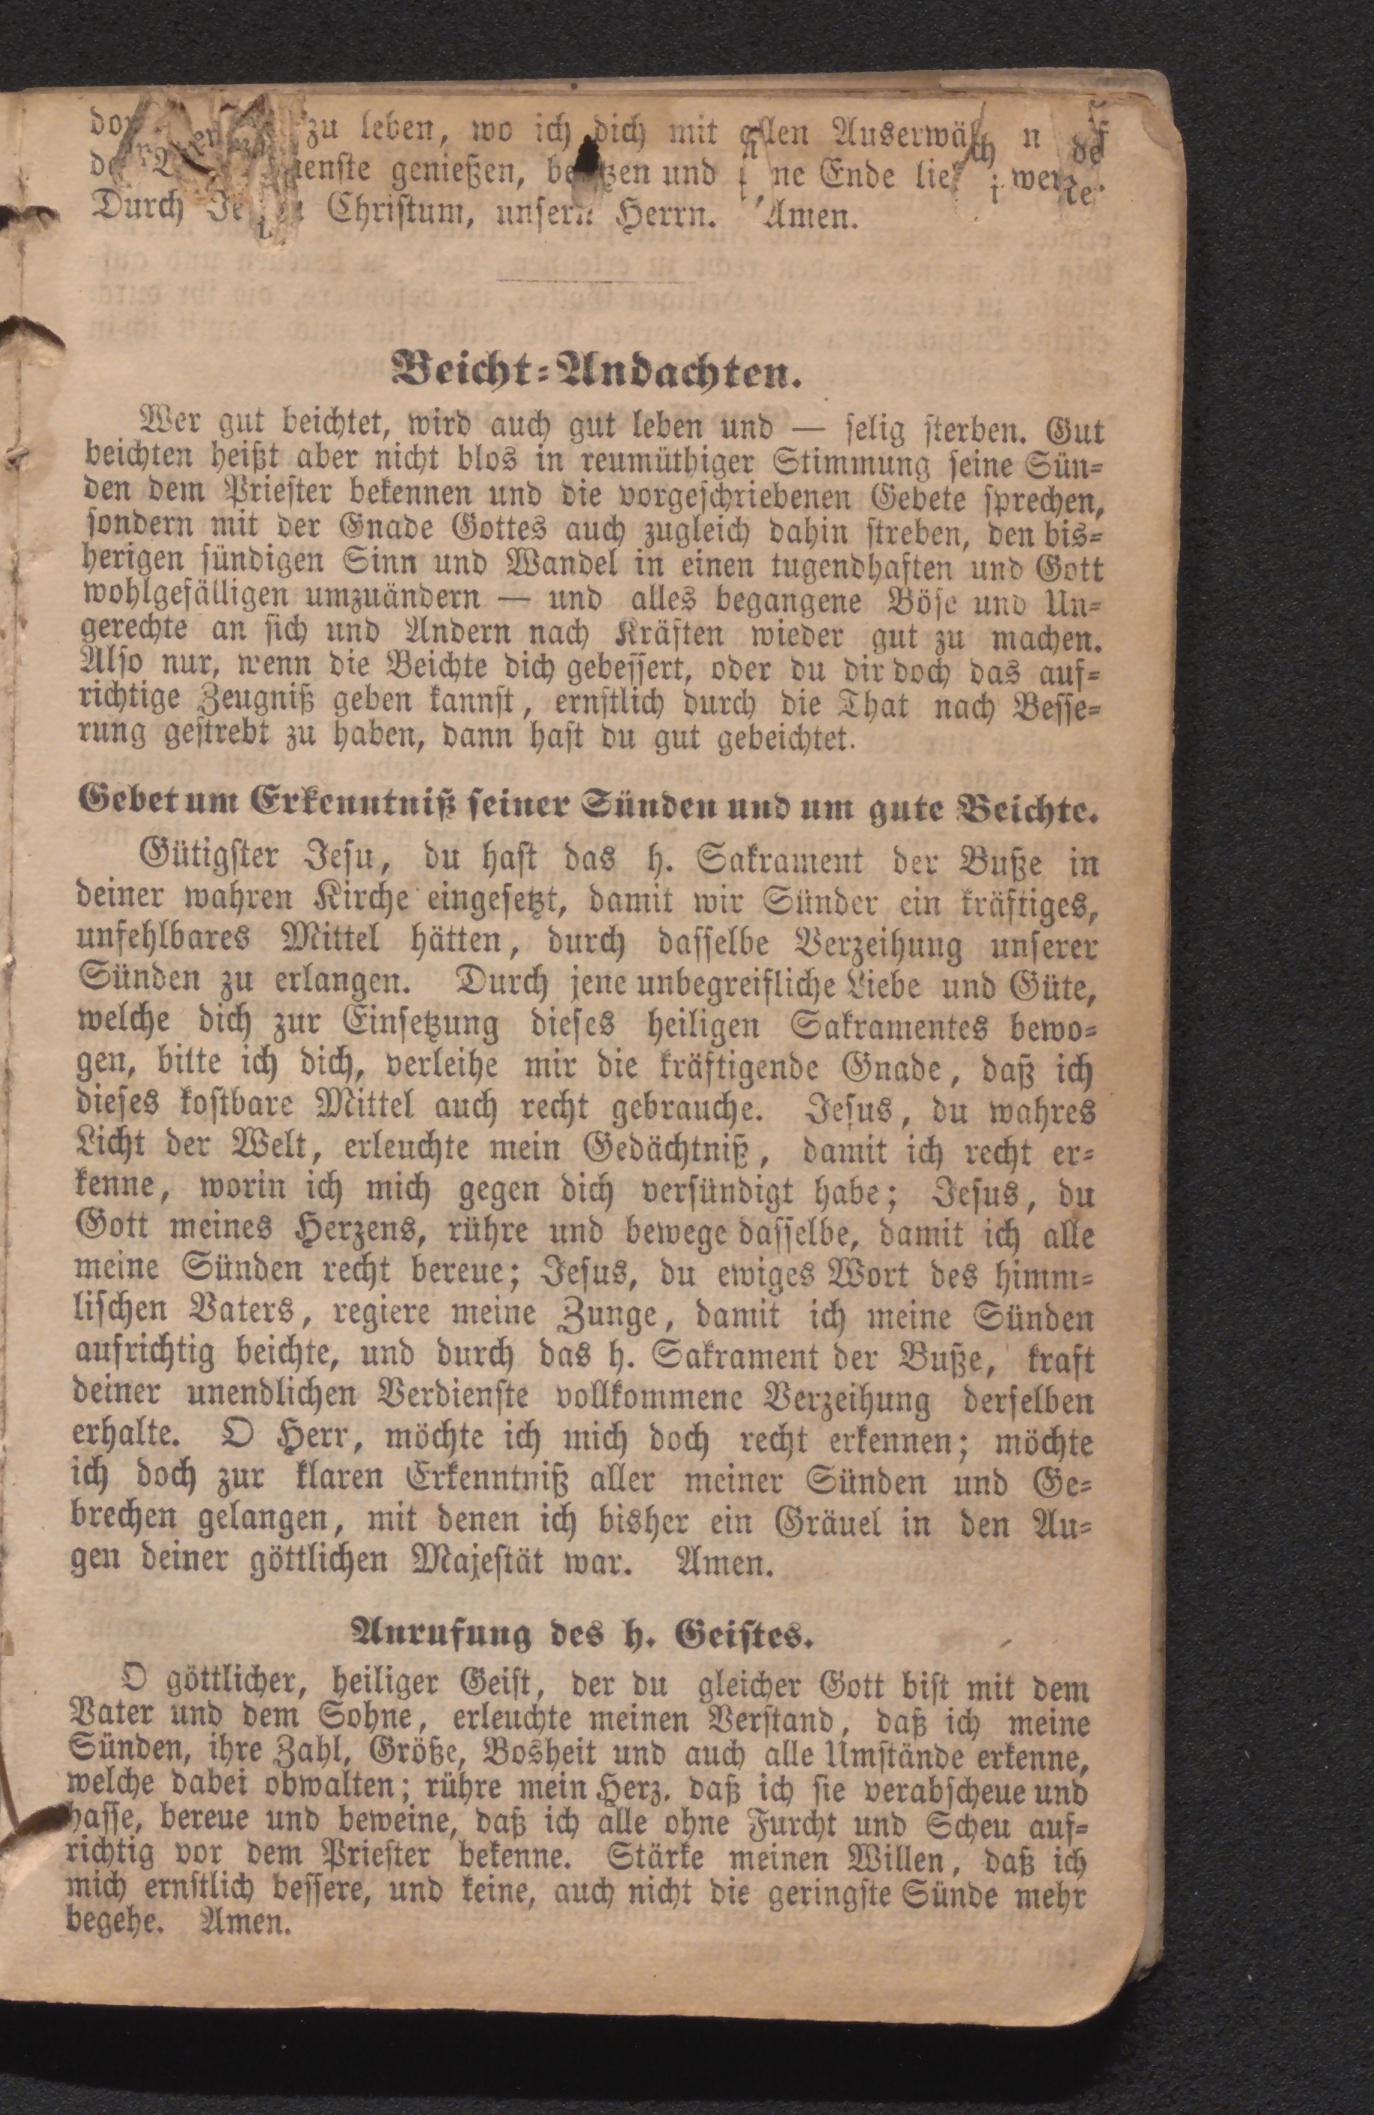 zu leben, wo ich dich mit allen
genießen, und Ende
Durch Christum, unsern Herrn. Amen.
Beicht-Andachten.
Wer gut beichtet, wird auch gut leben und — selig sterben. Gut
beichten heißt aber nicht blos in reumüthiger Stimmung seine Sün-
den dem Priester bekennen und die vorgeschriebenen Gebete sprechen,
sondern mit der Gnade Gottes auch zugleich dahin streben, den bis-
herigen sündigen Sinn und Wandel in einen tugendhaften und Gott
wohlgefälligen umzuändern — und alles begangene Böse und Un-
gerechte an sich und Andern nach Kräften wieder gut zu machen.
Also nur, wenn die Beichte dich gebessert, oder du dir doch das auf-
richtige Zeugniß geben kannst, ernstlich durch die That nach Besse-
rung gestrebt zu haben, dann hast du gut gebeichtet.
Gebet um Erkenntniß seiner Sünden und um gute Beichte.
Gütigster Jesu, du hast das h. Sakrament der Buße in
deiner wahren Kirche eingesetzt, damit wir Sünder ein kräftiges,
unfehlbares Mittel hätten, durch dasselbe Verzeihung unserer
Sünden zu erlangen. Durch jene unbegreifliche Liebe und Güte,
welche dich zur Einsetzung dieses heiligen Sakramentes bewo-
gen, bitte ich dich, verleihe mir die kräftigende Gnade, daß ich
dieses kostbare Mittel auch recht gebrauche. Jesus, du wahres
Licht der Welt, erleuchte mein Gedächtniß, damit ich recht er-
kenne, worin ich mich gegen dich versündigt habe; Jesus, du
Gott meines Herzens, rühre und bewege dasselbe, damit ich alle
meine Sünden recht bereue; Jesus, du ewiges Wort des himm-
lischen Vaters, regiere meine Zunge, damit ich meine Sünden
aufrichtig beichte, und durch das h. Sakrament der Buße, kraft
deiner unendlichen Verdienste vollkommene Verzeihung derselben
erhalte. O Herr, möchte ich mich doch recht erkennen; möchte
ich doch zur klaren Erkenntniß aller meiner Sünden und Ge-
brechen gelangen, mit denen ich bisher ein Gräuel in den Au-
gen deiner göttlichen Majestät war. Amen.
Anrufung des h. Geistes.
O göttlicher, heiliger Geist, der du gleicher Gott bist mit dem
Vater und dem Sohne, erleuchte meinen Verstand, daß ich meine
Sünden, ihre Zahl, Größe, Bosheit und auch alle Umstände erkenne,
welche dabei obwalten; rühre mein Herz, daß ich sie verabscheue und
hasse, bereue und beweine, daß ich alle ohne Furcht und Scheu auf-
richtig vor dem Priester bekenne. Stärke meinen Willen, daß ich
mich ernstlich bessere, und keine, auch nicht die geringste Sünde mehr
begehe. Amen.